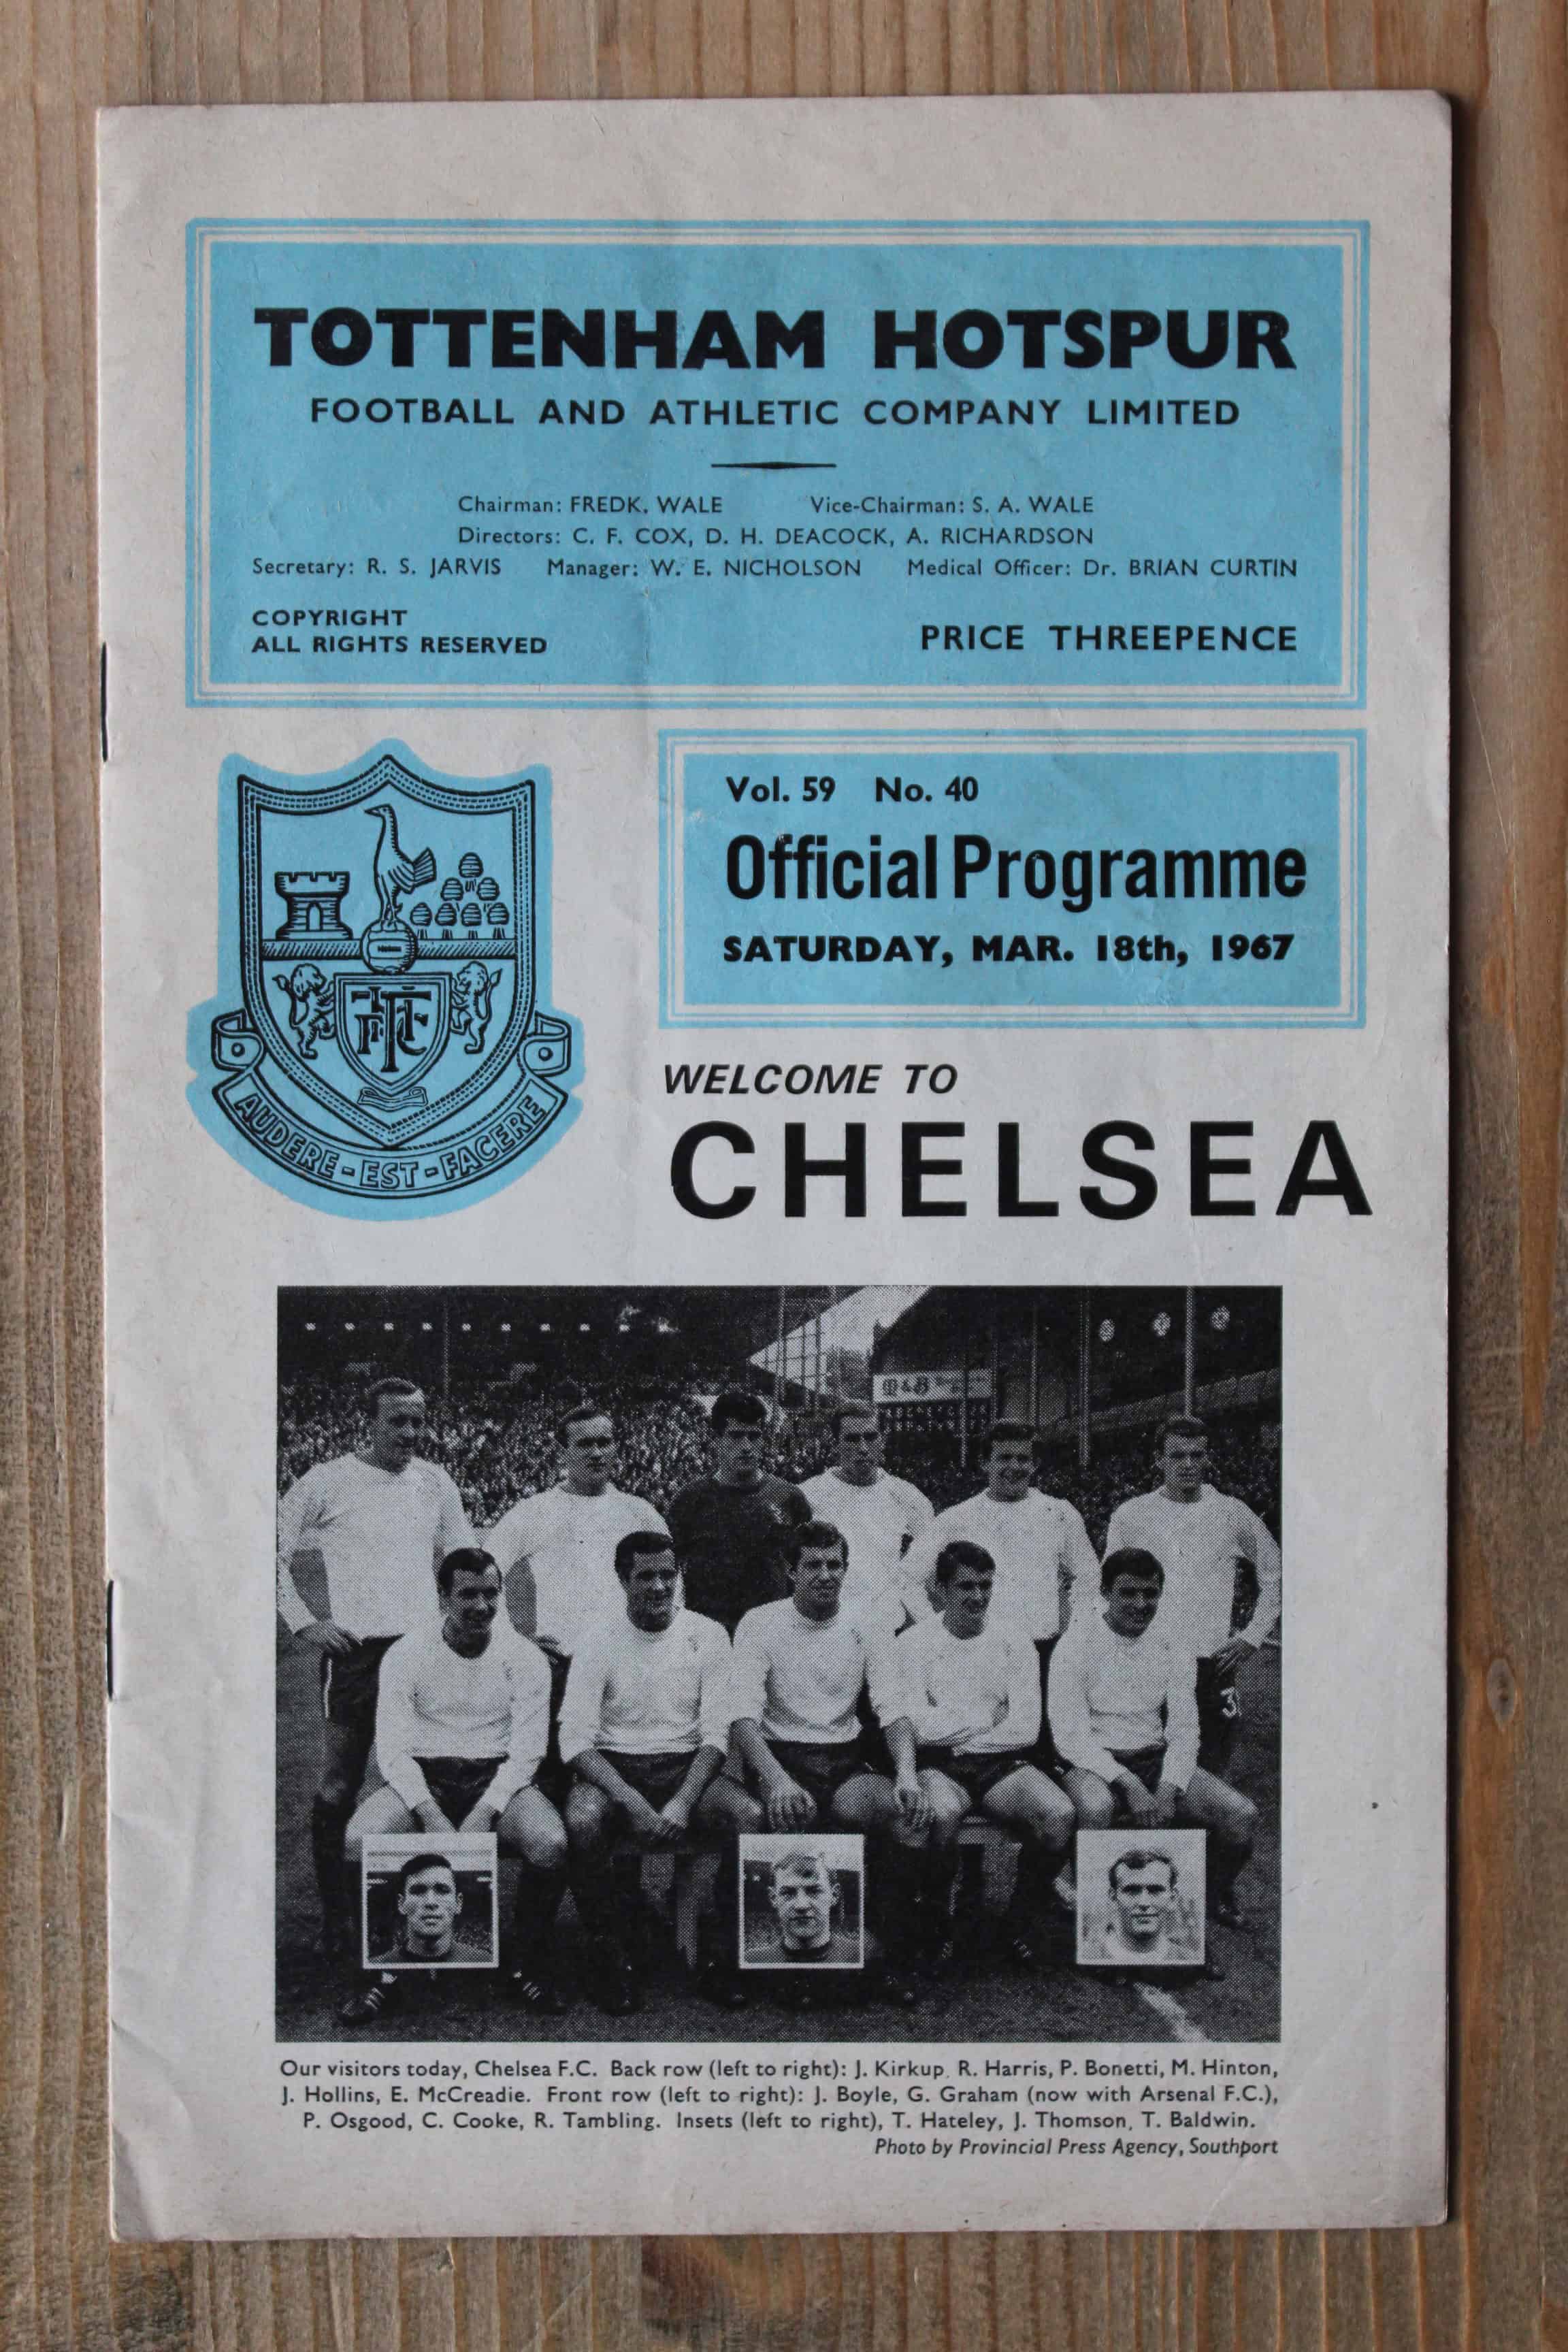 TOTTENHAM HOTSPUR
FOOTBALL AND ATHLETIC COMPANY LIMITED
Chairman: FREDK. WALE Vice-Chairman: S. A. WALE
Directors: C. F. COX, D. H. DEACOCK, A. RICHARDSON
Secretary: R. S. JARVIS Manager: W. E. NICHOLSON Medical Officer: Dr. BRIAN CURTIN
COPYRIGHT
ALL RIGHTS RESERVED
PRICE THREEPENCE
Vol. 59 No. 40
Official Programme
SATURDAY, MAR. 18th, 1967
AUDERE-EST-FACERE
WELCOME TO
CHELSEA
3
Our visitors today, Chelsea F.C. Back row (left to right): J. Kirkup, R. Harris, P. Bonetti, M. Hinton,
J. Hollins, E. McCreadie. Front row (left to right): J. Boyle, G. Graham (now with Arsenal F.C.),
P. Osgood, C. Cooke, R. Tambling. Insets (left to right), T. Hateley, J. Thomson, T. Baldwin.
Photo by Provincial Press Agency, Southport